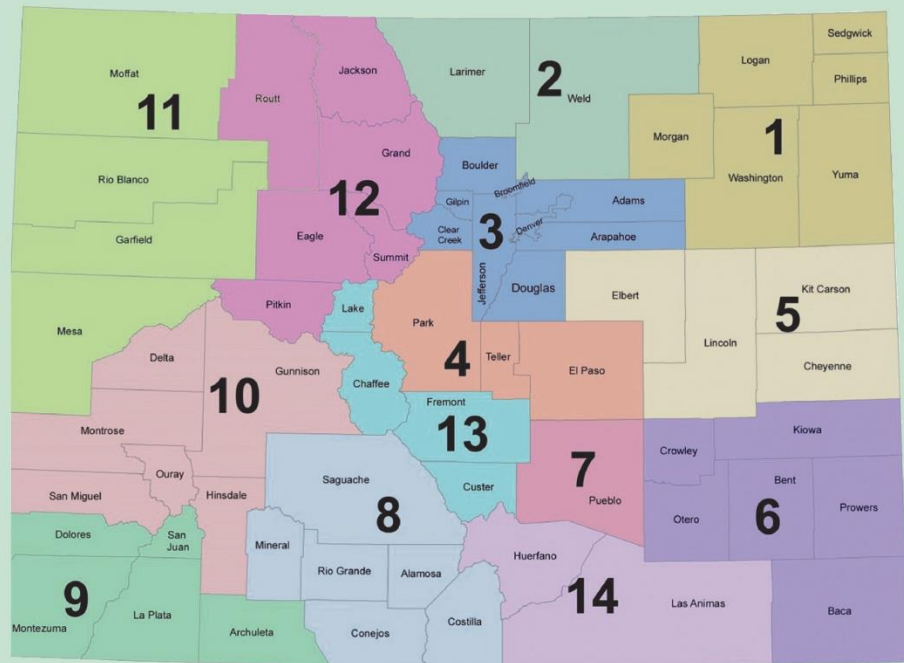 Sedgwick
Logan
Jackson
Larimer
2
Moffat
Phillips
Routt
Weld
11
Morgan
1
Grand
Boulder
Washington
Yuma
Rio Blanco
12
Broomfield
Gilpin
Adams
3
Denver
Clear
Creek
Eagle
Arapahoe
Garfield
Summit
Jefferson
Douglas
Elbert
Kit Carson
Pitkin
Lake
5
Park
Mesa
Lincoln
Delta
4
Teller
Gunnison
El Paso
Cheyenne
10
Chaffee
Fremont
Montrose
13
Kiowa
Crowley
Ouray
7
Saguache
Bent
San Miguel
Hinsdale
Custer
Pueblo
6
Prowers
8
Otero
Dolores
San
Juan
Mineral
Huerfano
Rio Grande
Alamosa
9
14
Las Animas
La Plata
Baca
Montezuma
Costilla
Archuleta
Conejos